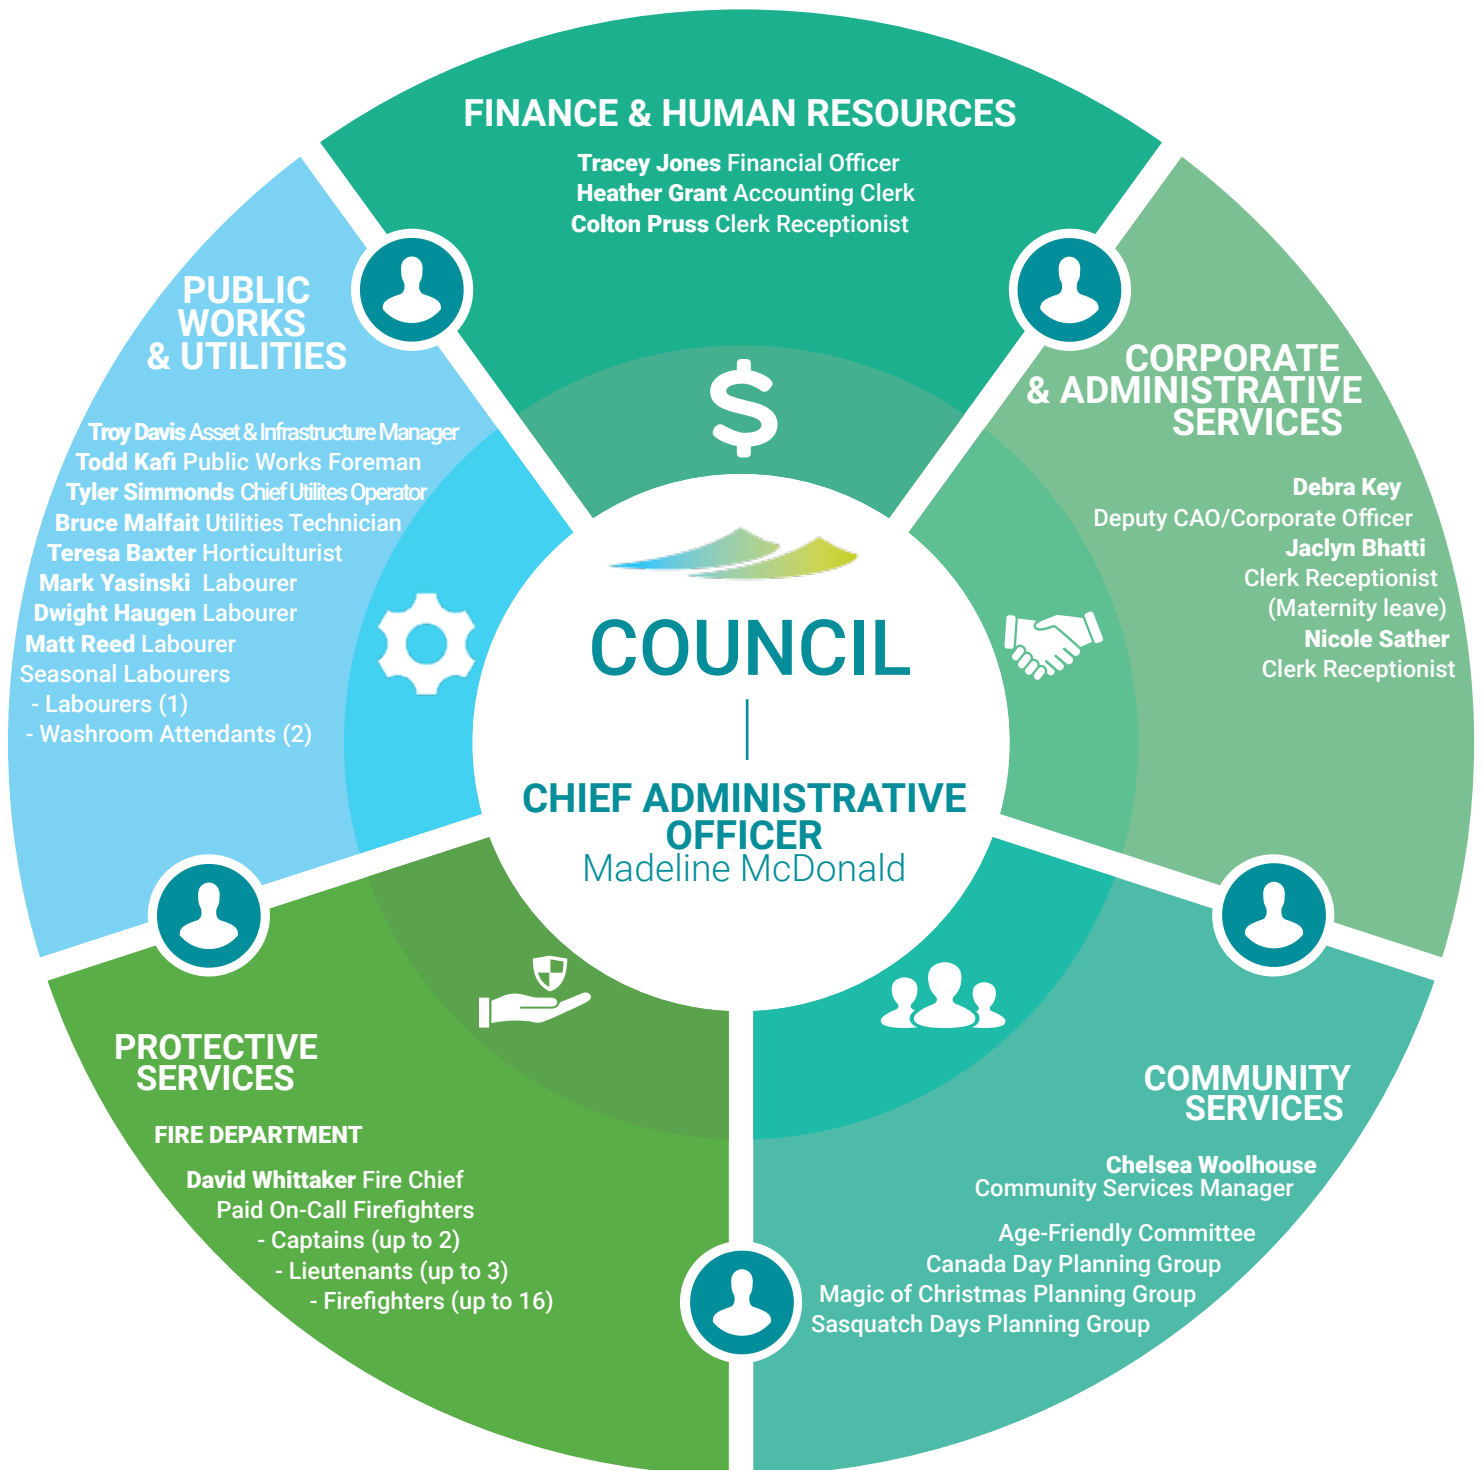 FINANCE & HUMAN RESOURCES
Tracey Jones Financial Officer
Heather Grant Accounting Clerk
Colton Pruss Clerk Receptionist
PUBLIC
WORKS
& UTILITIES
Troy Davis Asset & Infrastructure Manager
Todd Kafi Public Works Foreman
Tyler Simmonds Chief Utilites Operator
Bruce Malfait Utilities Technician
Teresa Baxter Horticulturist
Mark Yasinski Labourer
Dwight Haugen Labourer
Matt Reed Labourer
Seasonal Labourers
- Labourers (1)
- Washroom Attendants (2)
CORPORATE
& ADMINISTRATIVE
SERVICES
Debra Key
Deputy CAO/Corporate Officer
Jaclyn Bhatti
Clerk Receptionist
(Maternity leave)
Nicole Sather
Clerk Receptionist
COUNCIL
CHIEF ADMINISTRATIVE
OFFICER
Madeline McDonald
PROTECTIVE
SERVICES
FIRE DEPARTMENT
David Whittaker Fire Chief
Paid On-Call Firefighters
- Captains (up to 2)
- Lieutenants (up to 3)
- Firefighters (up to 16)
COMMUNITY
SERVICES
Chelsea Woolhouse
Community Services Manager
Age-Friendly Committee
Canada Day Planning Group
Magic of Christmas Planning Group
Sasquatch Days Planning Group